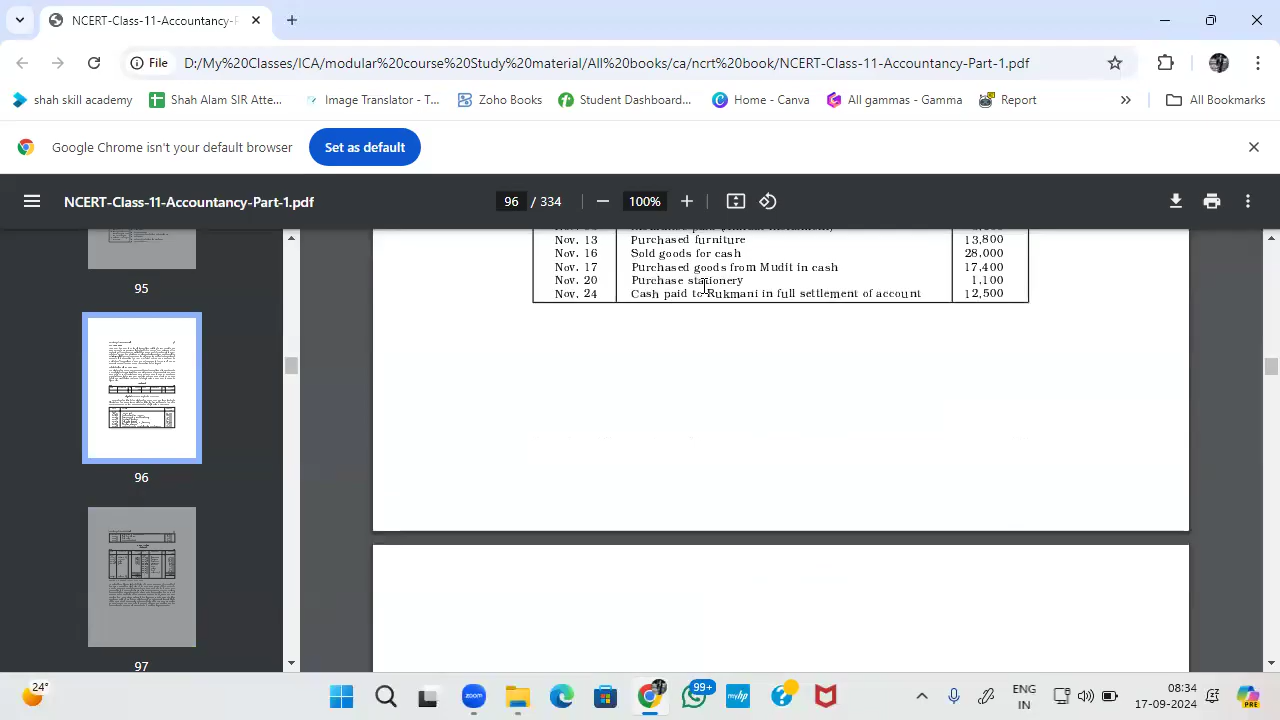 NCERT-Class-11-Accountancy-P
File
D:/My%20Classes/ICA/modular%20course%20Study%20material/All%20books/ca/ncrt%20book/NCERT-Class-11-Accountancy-Part-1.pdf
shah skill academy
Shah Alam SIR Atte...
Image Translator - T...
Zoho Books
Student Dashboard...
Home - Canva
All gammas - Gamma
Report
All Bookmarks
Google Chrome isn't your default browser
Set as default
NCERT-Class-11-Accountancy-Part-1.pdf
96 / 334
100%
95
96
97
Nov. 13 Purchased furniture 13,800
Nov. 16 Sold goods for cash 28,000
Nov. 17 Purchased goods from Mudit in cash 17,400
Nov. 20 Purchase stationery 1,100
Nov. 24 Cash paid to Rukmani in full settlement of account 12,500
24°
zoom
99+
myhp
PRE
ENG
IN
08:34
17-09-2024